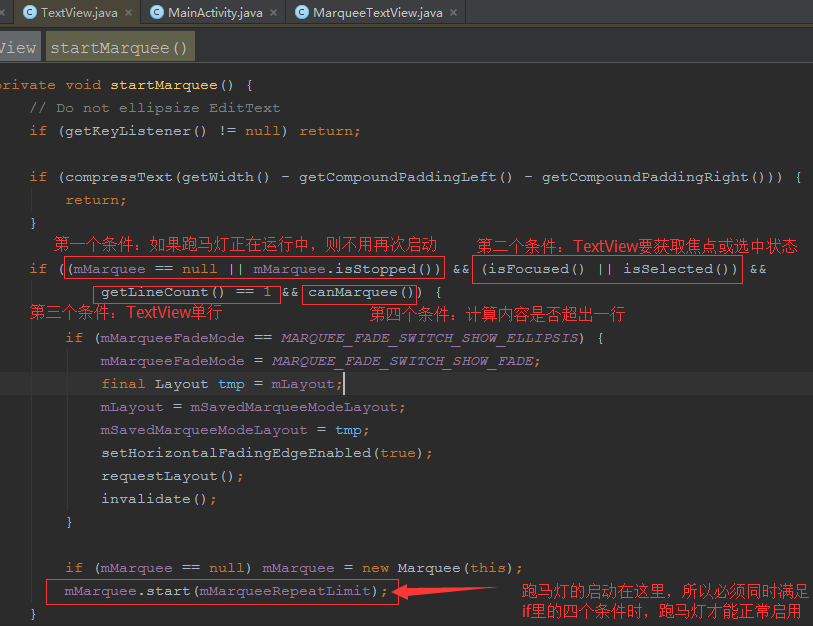 TextView.java × MainActivity.java × MarqueeTextView.java ×
View startMarquee()
private void startMarquee() {
// Do not ellipsize EditText
if (getKeyListener() != null) return;
if (compressText(getWidth() - getCompoundPaddingLeft() - getCompoundPaddingRight())) {
return;
}
第一个条件：如果跑马灯正在运行中，则不用再次启动 第二个条件：TextView要获取焦点或选中状态
if ((mMarquee == null || mMarquee.isStopped()) && (isFocused() || isSelected()) &&
getLineCount() == 1 && canMarquee()) {
第三个条件：TextView单行 第四个条件：计算内容是否超出一行
if (mMarqueeFadeMode == MARQUEE_FADE_SWITCH_SHOW_ELLIPSIS) {
mMarqueeFadeMode = MARQUEE_FADE_SWITCH_SHOW_FADE;
final Layout tmp = mLayout;
mLayout = mSavedMarqueeModeLayout;
mSavedMarqueeModeLayout = tmp;
setHorizontalFadingEdgeEnabled(true);
requestLayout();
invalidate();
}
if (mMarquee == null) mMarquee = new Marquee(this);
mMarquee.start(mMarqueeRepeatLimit);
跑马灯的启动在这里，所以必须同时满足
if里的四个条件时，跑马灯才能正常启用
}